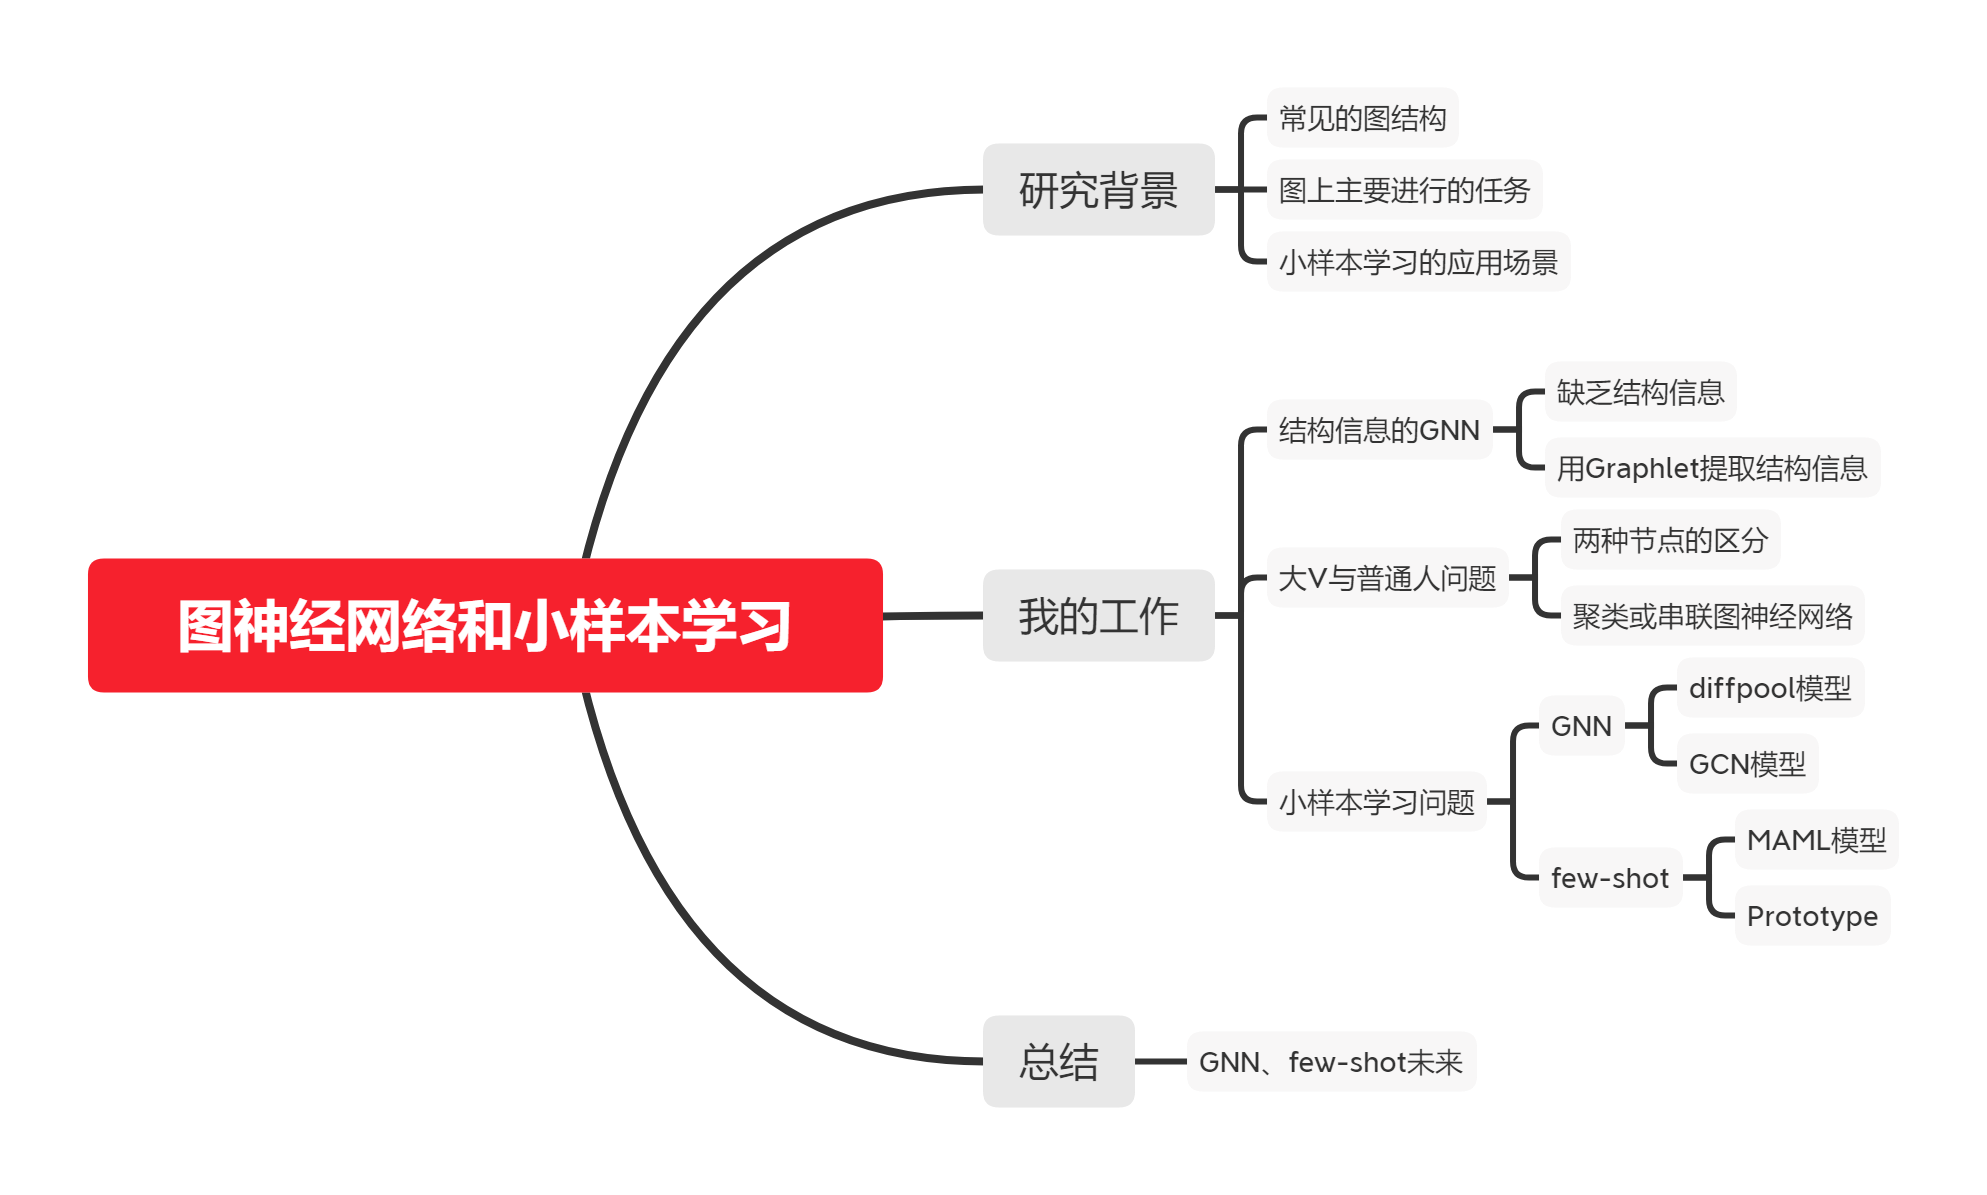 图神经网络和小样本学习
研究背景
常见的图结构
图上主要进行的任务
小样本学习的应用场景
我的工作
结构信息的GNN
缺乏结构信息
用Graphlet提取结构信息
大V与普通人问题
两种节点的区分
聚类或串联图神经网络
小样本学习问题
GNN
diffpool模型
GCN模型
few-shot
MAML模型
Prototype
总结
GNN、few-shot未来